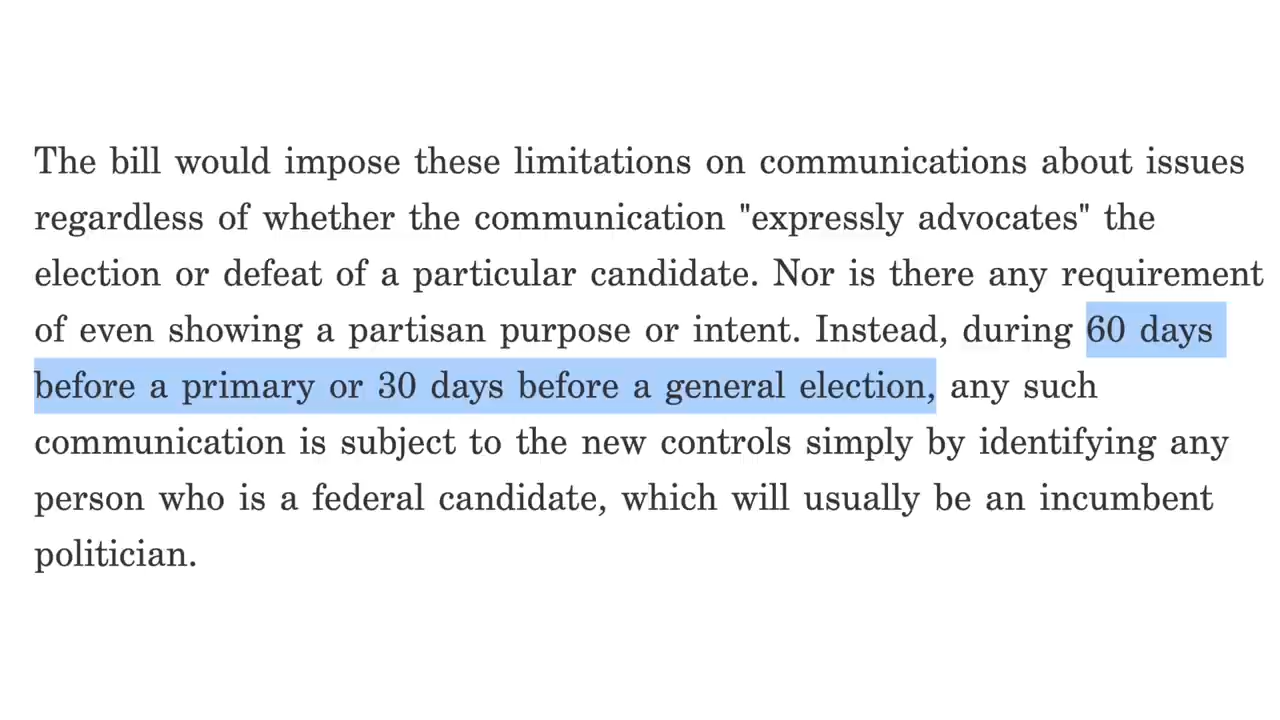 The bill would impose these limitations on communications about issues
regardless of whether the communication "expressly advocates" the
election or defeat of a particular candidate. Nor is there any requirement
of even showing a partisan purpose or intent. Instead, during 60 days
before a primary or 30 days before a general election, any such
communication is subject to the new controls simply by identifying any
person who is a federal candidate, which will usually be an incumbent
politician.